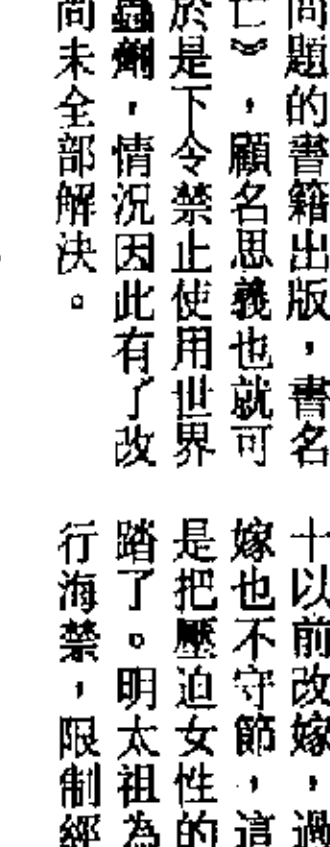 問題的書籍出版，書名
亡》，顧名思義也就可
於是下令禁止使用世界
蟲劑，情況因此有了改
尚未全部解決。
十以前改嫁，過
嫁也不守節，這
是把壓迫女性的
踏了。明太祖為
行海禁，限制經